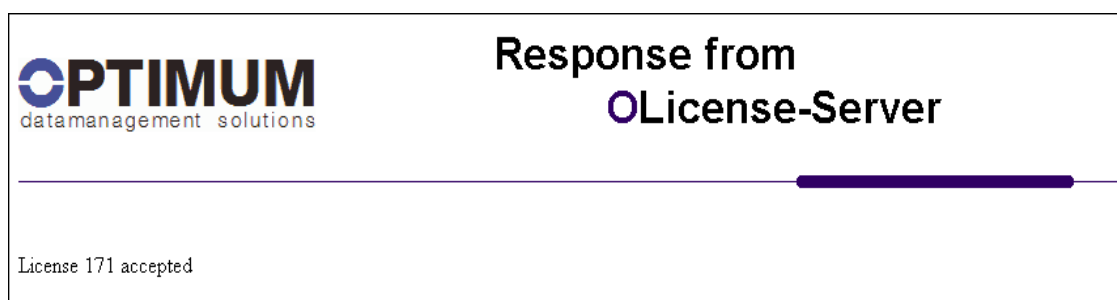 OPTIMUM
datamanagement solutions
Response from
OLicense-Server
License 171 accepted